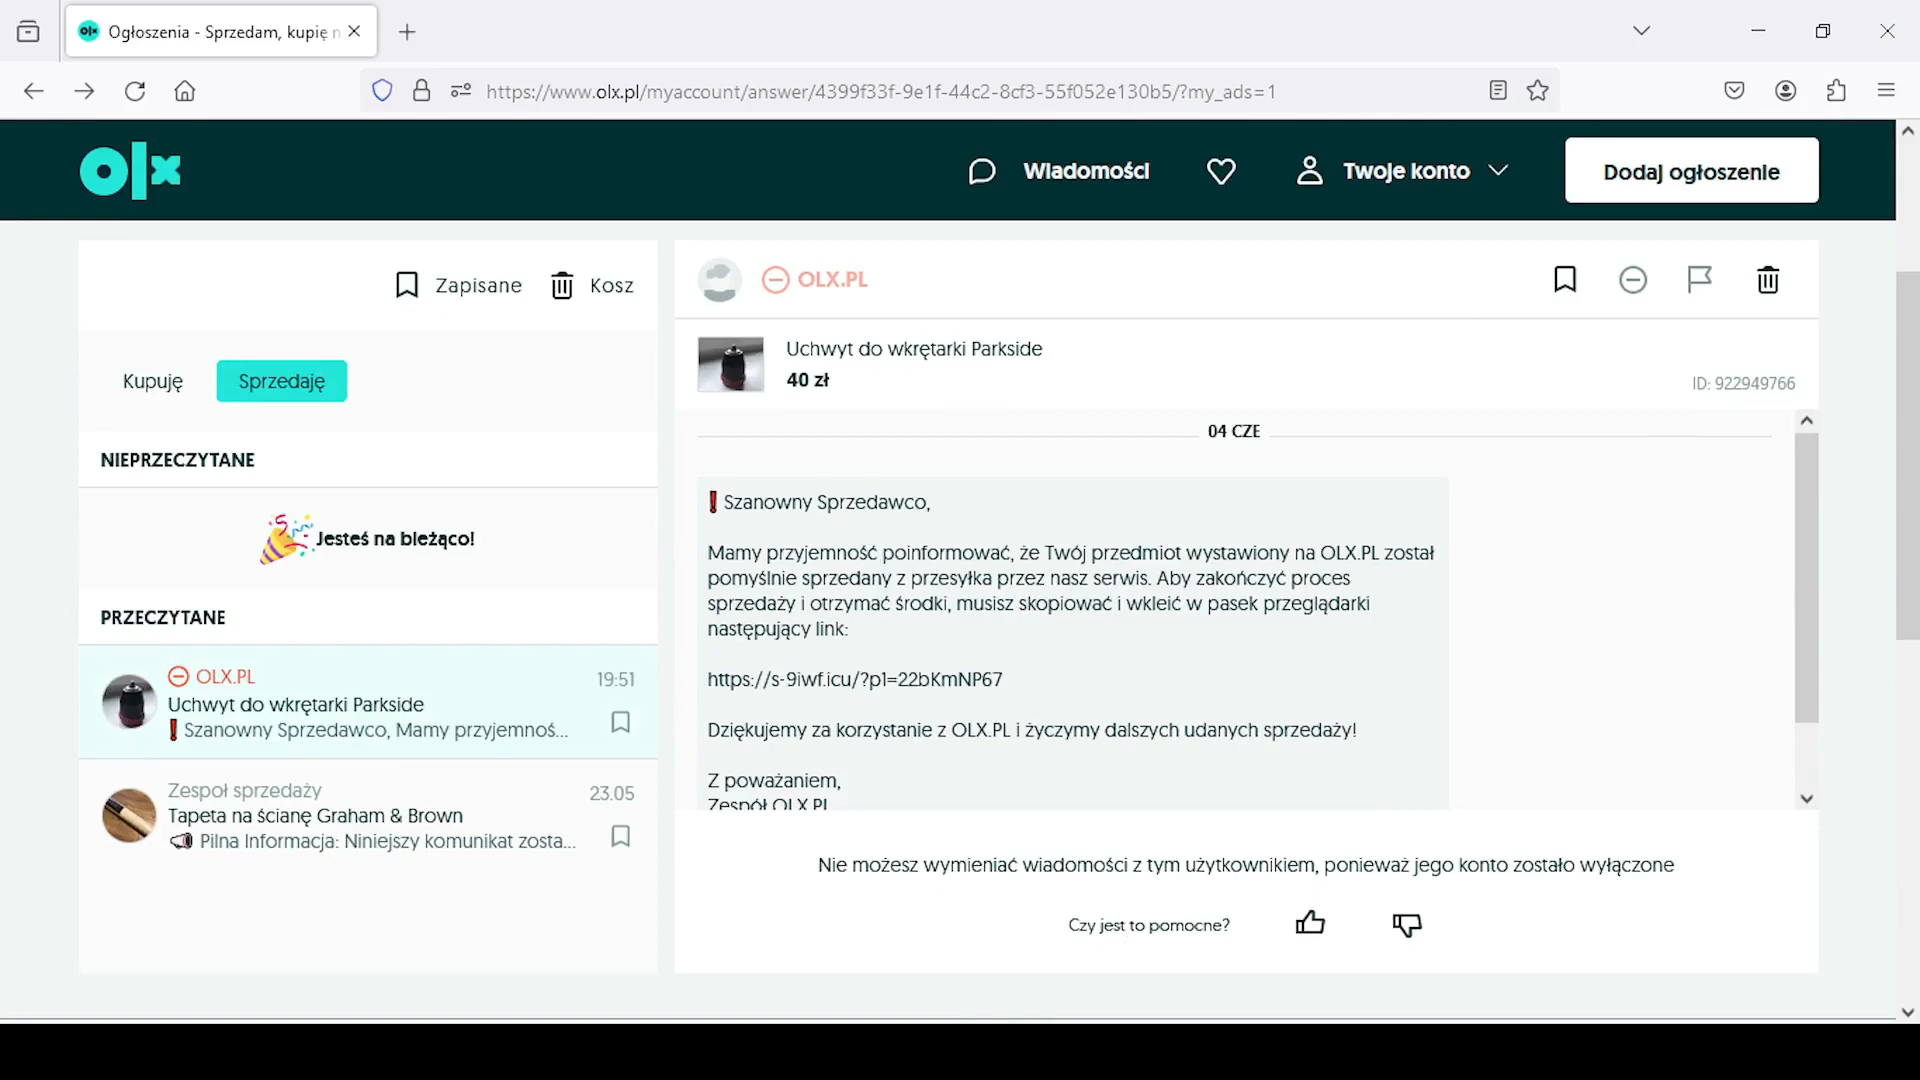 Ogłoszenia - Sprzedam, kupię n
https://www.olx.pl/myaccount/answer/4399f33f-9e1f-44c2-8cf3-55f052e130b5/?my_ads=1
olx
Wiadomości
Twoje konto
Dodaj ogłoszenie
Zapisane
Kosz
Kupuję
Sprzedaję
NIEPRZECZYTANE
Jesteś na bieżąco!
PRZECZYTANE
OLX.PL
19:51
Uchwyt do wkrętarki Parkside
❗Szanowny Sprzedawco, Mamy przyjemnoś...
Zespoł sprzedaży
23.05
Tapeta na ścianę Graham & Brown
Pilna Informacja: Niniejszy komunikat zosta...
OLX.PL
Uchwyt do wkrętarki Parkside
40 zł
ID: 922949766
04 CZE
❗Szanowny Sprzedawco,
Mamy przyjemność poinformować, że Twój przedmiot wystawiony na OLX.PL został
pomyślnie sprzedany z przesyłka przez nasz serwis. Aby zakończyć proces
sprzedaży i otrzymać środki, musisz skopiować i wkleić w pasek przeglądarki
następujący link:
https://s-9iwf.icu/?p1=22bKmNP67
Dziękujemy za korzystanie z OLX.PL i życzymy dalszych udanych sprzedaży!
Z poważaniem,
Zespół OLX.PL
Nie możesz wymieniać wiadomości z tym użytkownikiem, ponieważ jego konto zostało wyłączone
Czy jest to pomocne?